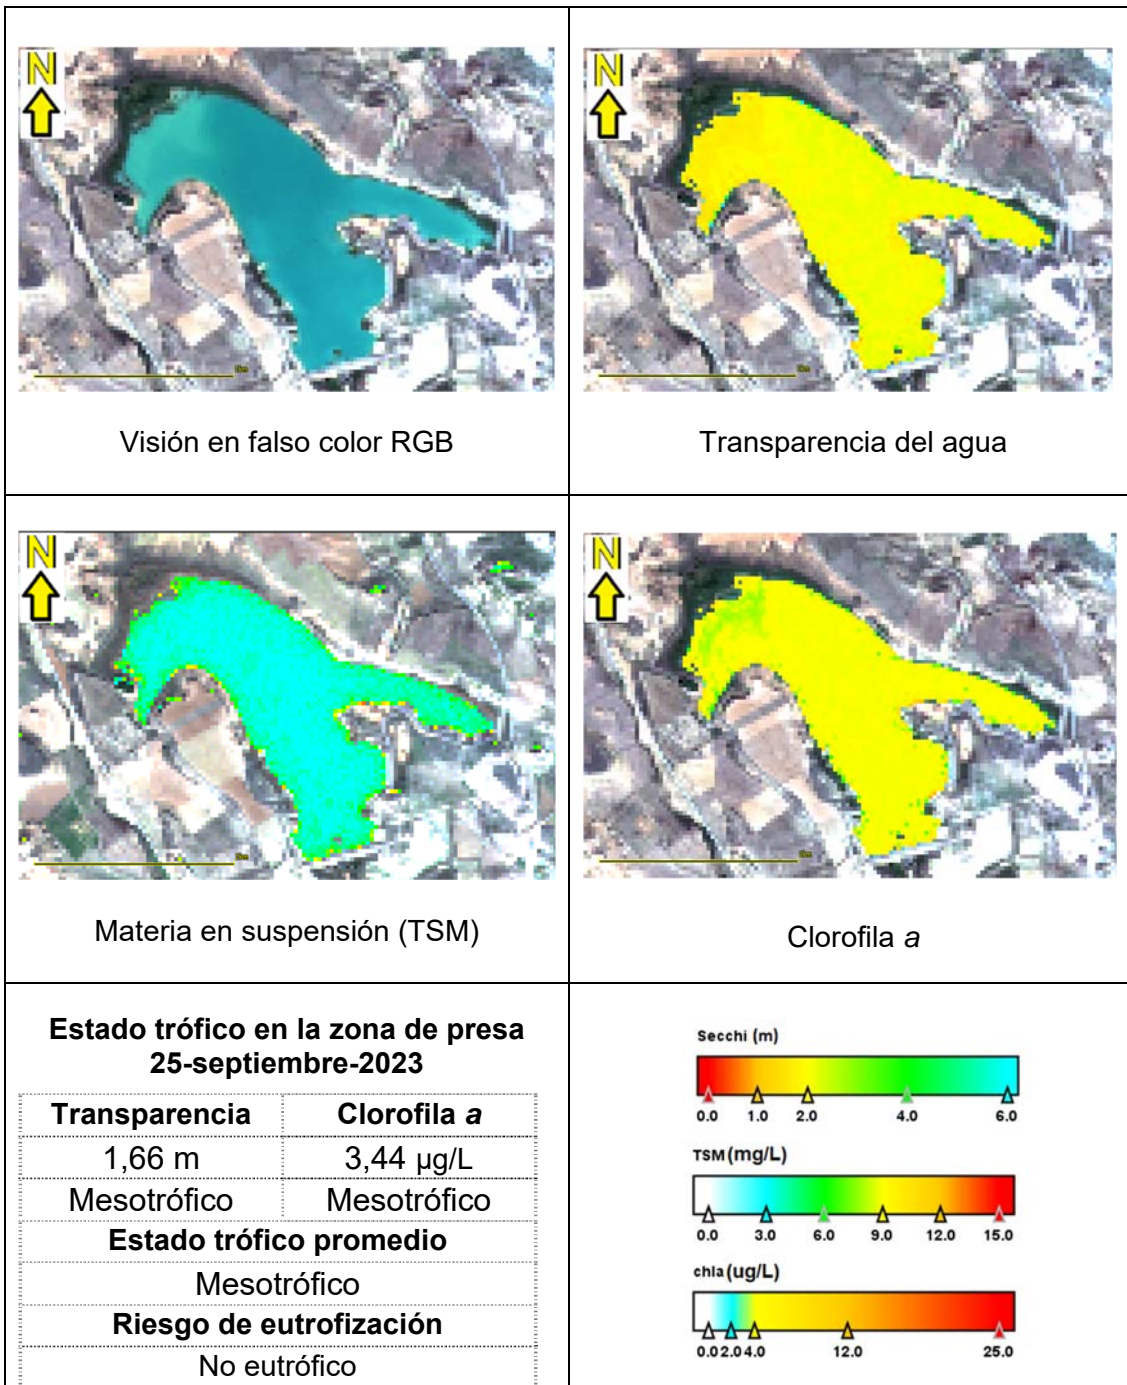 N
N
Visión en falso color RGB
Transparencia del agua
N
N
Materia en suspensión (TSM)
Clorofila a
Estado trófico en la zona de presa
25-septiembre-2023
Transparencia
Clorofila a
1,66 m
3,44 µg/L
Mesotrófico
Mesotrófico
Estado trófico promedio
Mesotrófico
Riesgo de eutrofización
No eutrófico
Secchi (m)
0.0 1.0 2.0 4.0 6.0
TSM (mg/L)
0.0 3.0 6.0 9.0 12.0 15.0
chla (ug/L)
0.0 2.0 4.0 12.0 25.0